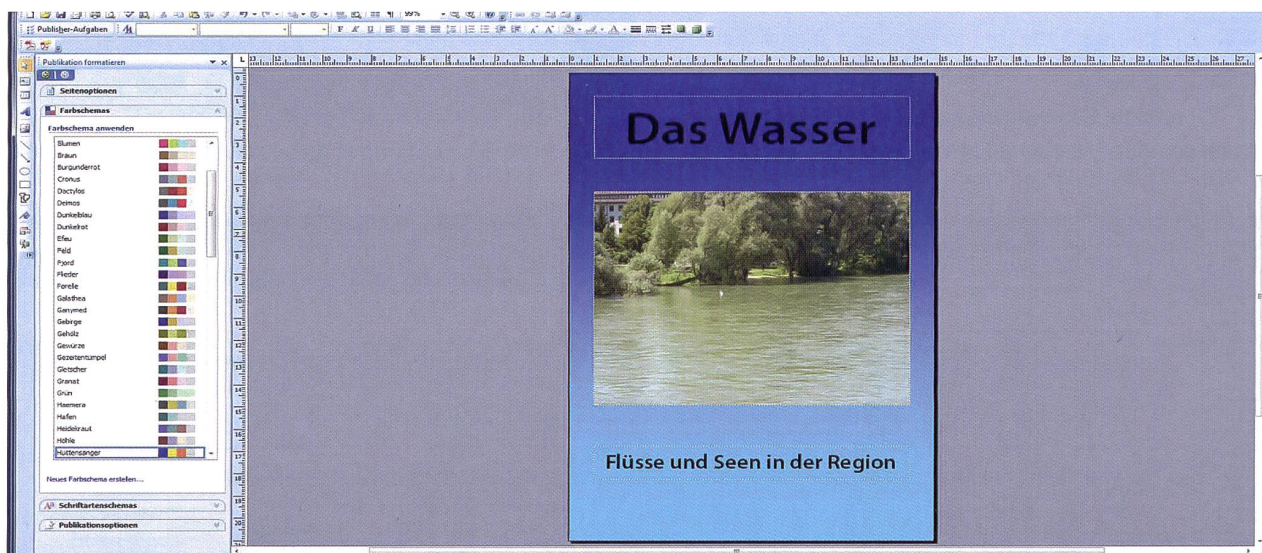 99%
Publisher-Aufgaben
F K U
Publikation formatieren
Seitenoptionen
Farbschemas
Farbschema anwenden
Blumen
Braun
Burgunderrot
Cronus
Dactylos
Deimos
Dunkelblau
Dunkelrot
Efeu
Feld
Fjord
Flieder
Forelle
Galathea
Ganymed
Gebirge
Gehölz
Gewürze
Gezeitentümpel
Gletscher
Granat
Grün
Haemera
Hafen
Heidekraut
Höhle
Hüttensänger
Neues Farbschema erstellen...
Schriftartenschemas
Publikationsoptionen
Das Wasser
Flüsse und Seen in der Region